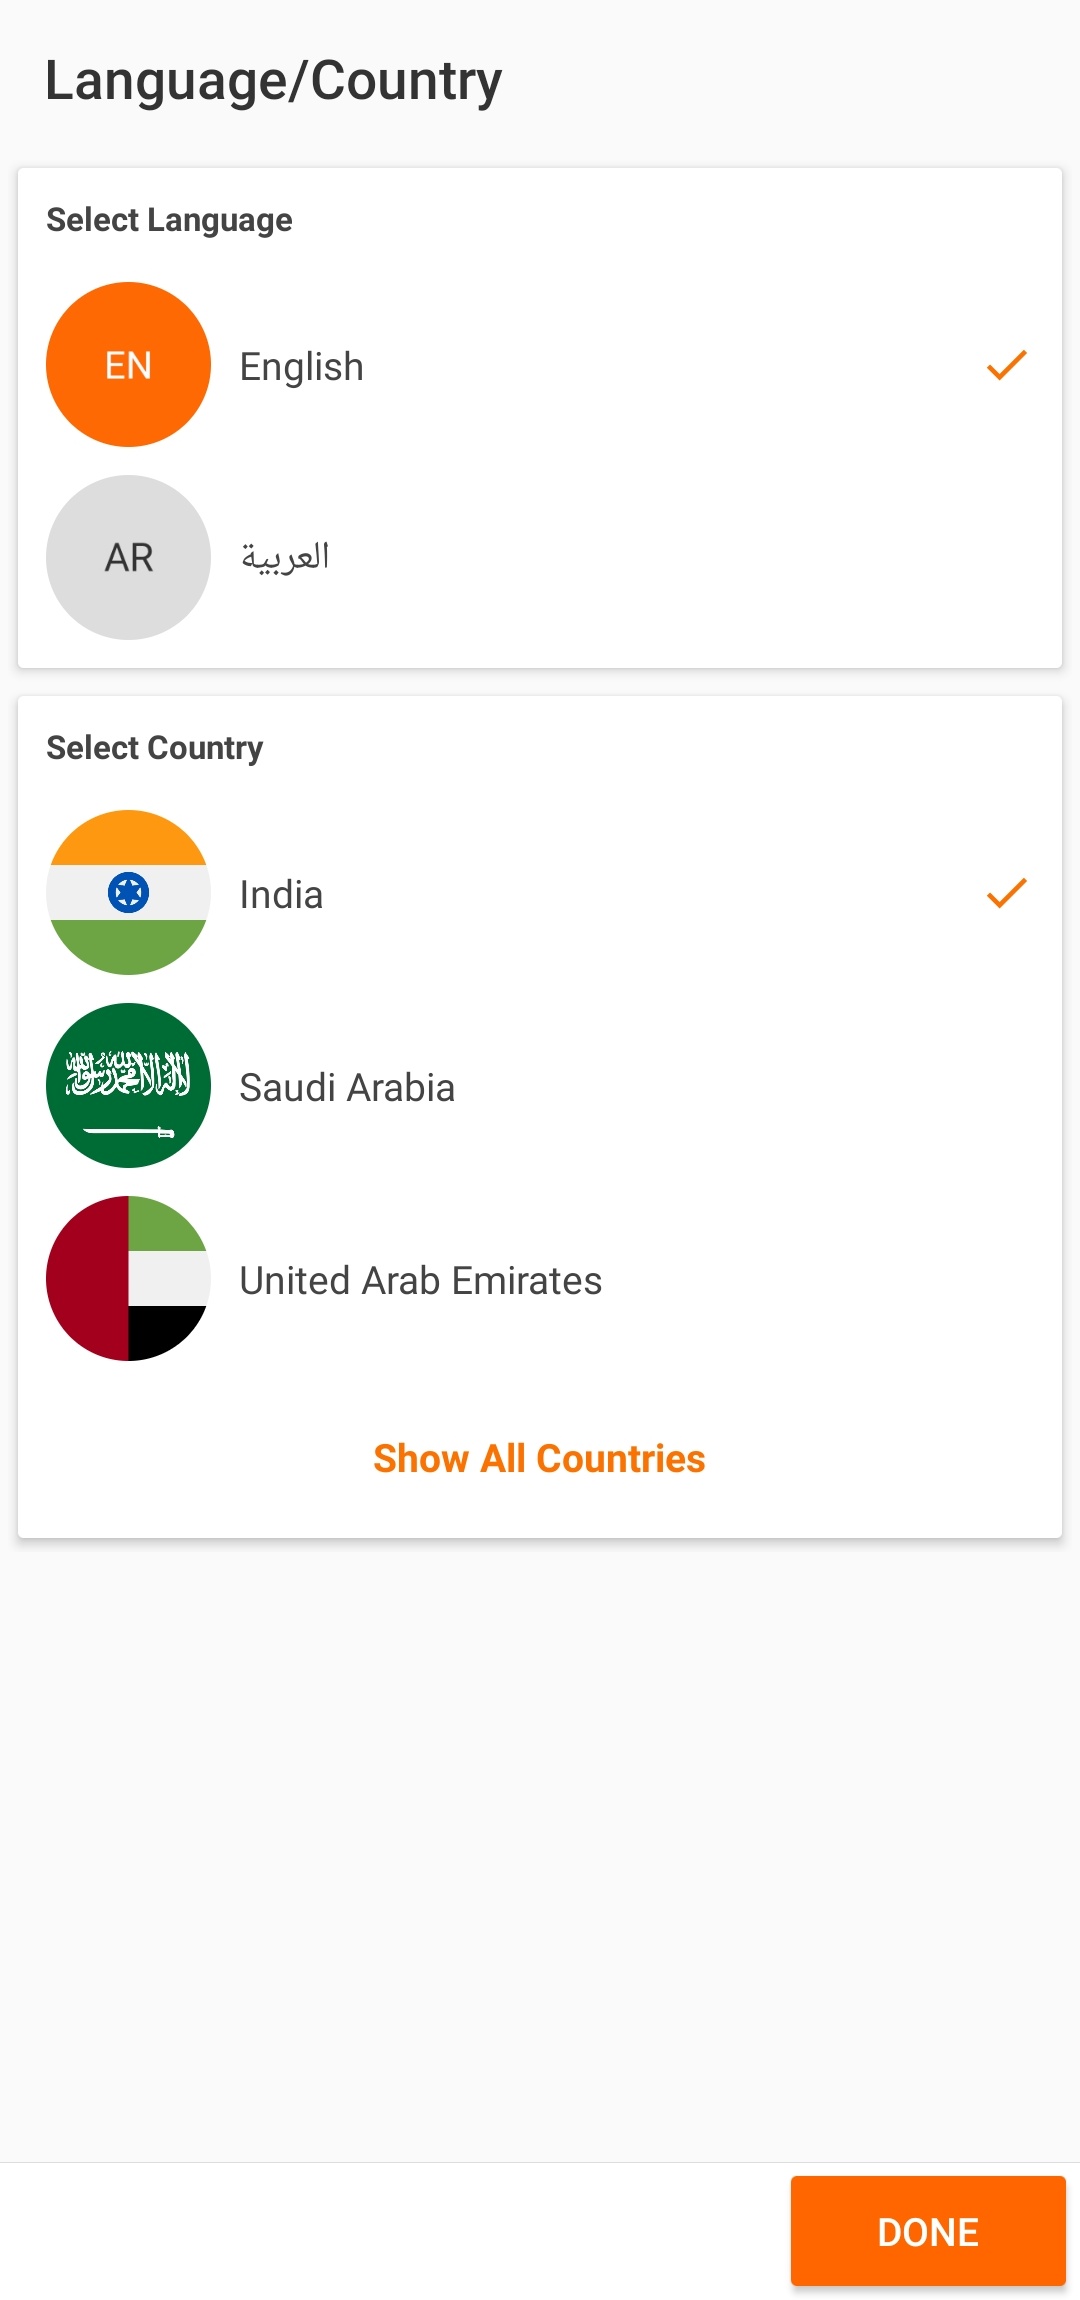 Language/Country
Select Language
EN
English
AR
العربية
Select Country
India
Saudi Arabia
United Arab Emirates
Show All Countries
DONE